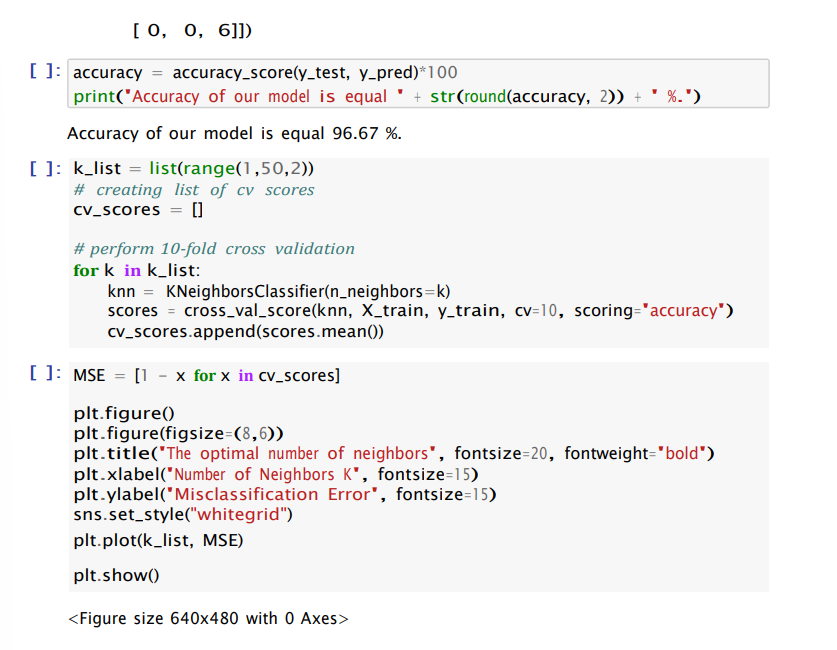 [ 0, 0, 6]])
[ ]: accuracy = accuracy_score(y_test, y_pred)*100
print('Accuracy of our model is equal ' + str(round(accuracy, 2)) + ' %.')
Accuracy of our model is equal 96.67 %.
[ ]: k_list = list(range(1,50,2))
# creating list of cv scores
cv_scores = []
# perform 10-fold cross validation
for k in k_list:
knn = KNeighborsClassifier(n_neighbors=k)
scores = cross_val_score(knn, X_train, y_train, cv=10, scoring='accuracy')
cv_scores.append(scores.mean())
[ ]: MSE = [1 - x for x in cv_scores]
plt.figure()
plt.figure(figsize=(8,6))
plt.title('The optimal number of neighbors', fontsize=20, fontweight='bold')
plt.xlabel('Number of Neighbors K', fontsize=15)
plt.ylabel('Misclassification Error', fontsize=15)
sns.set_style("whitegrid")
plt.plot(k_list, MSE)
plt.show()
<Figure size 640x480 with 0 Axes>